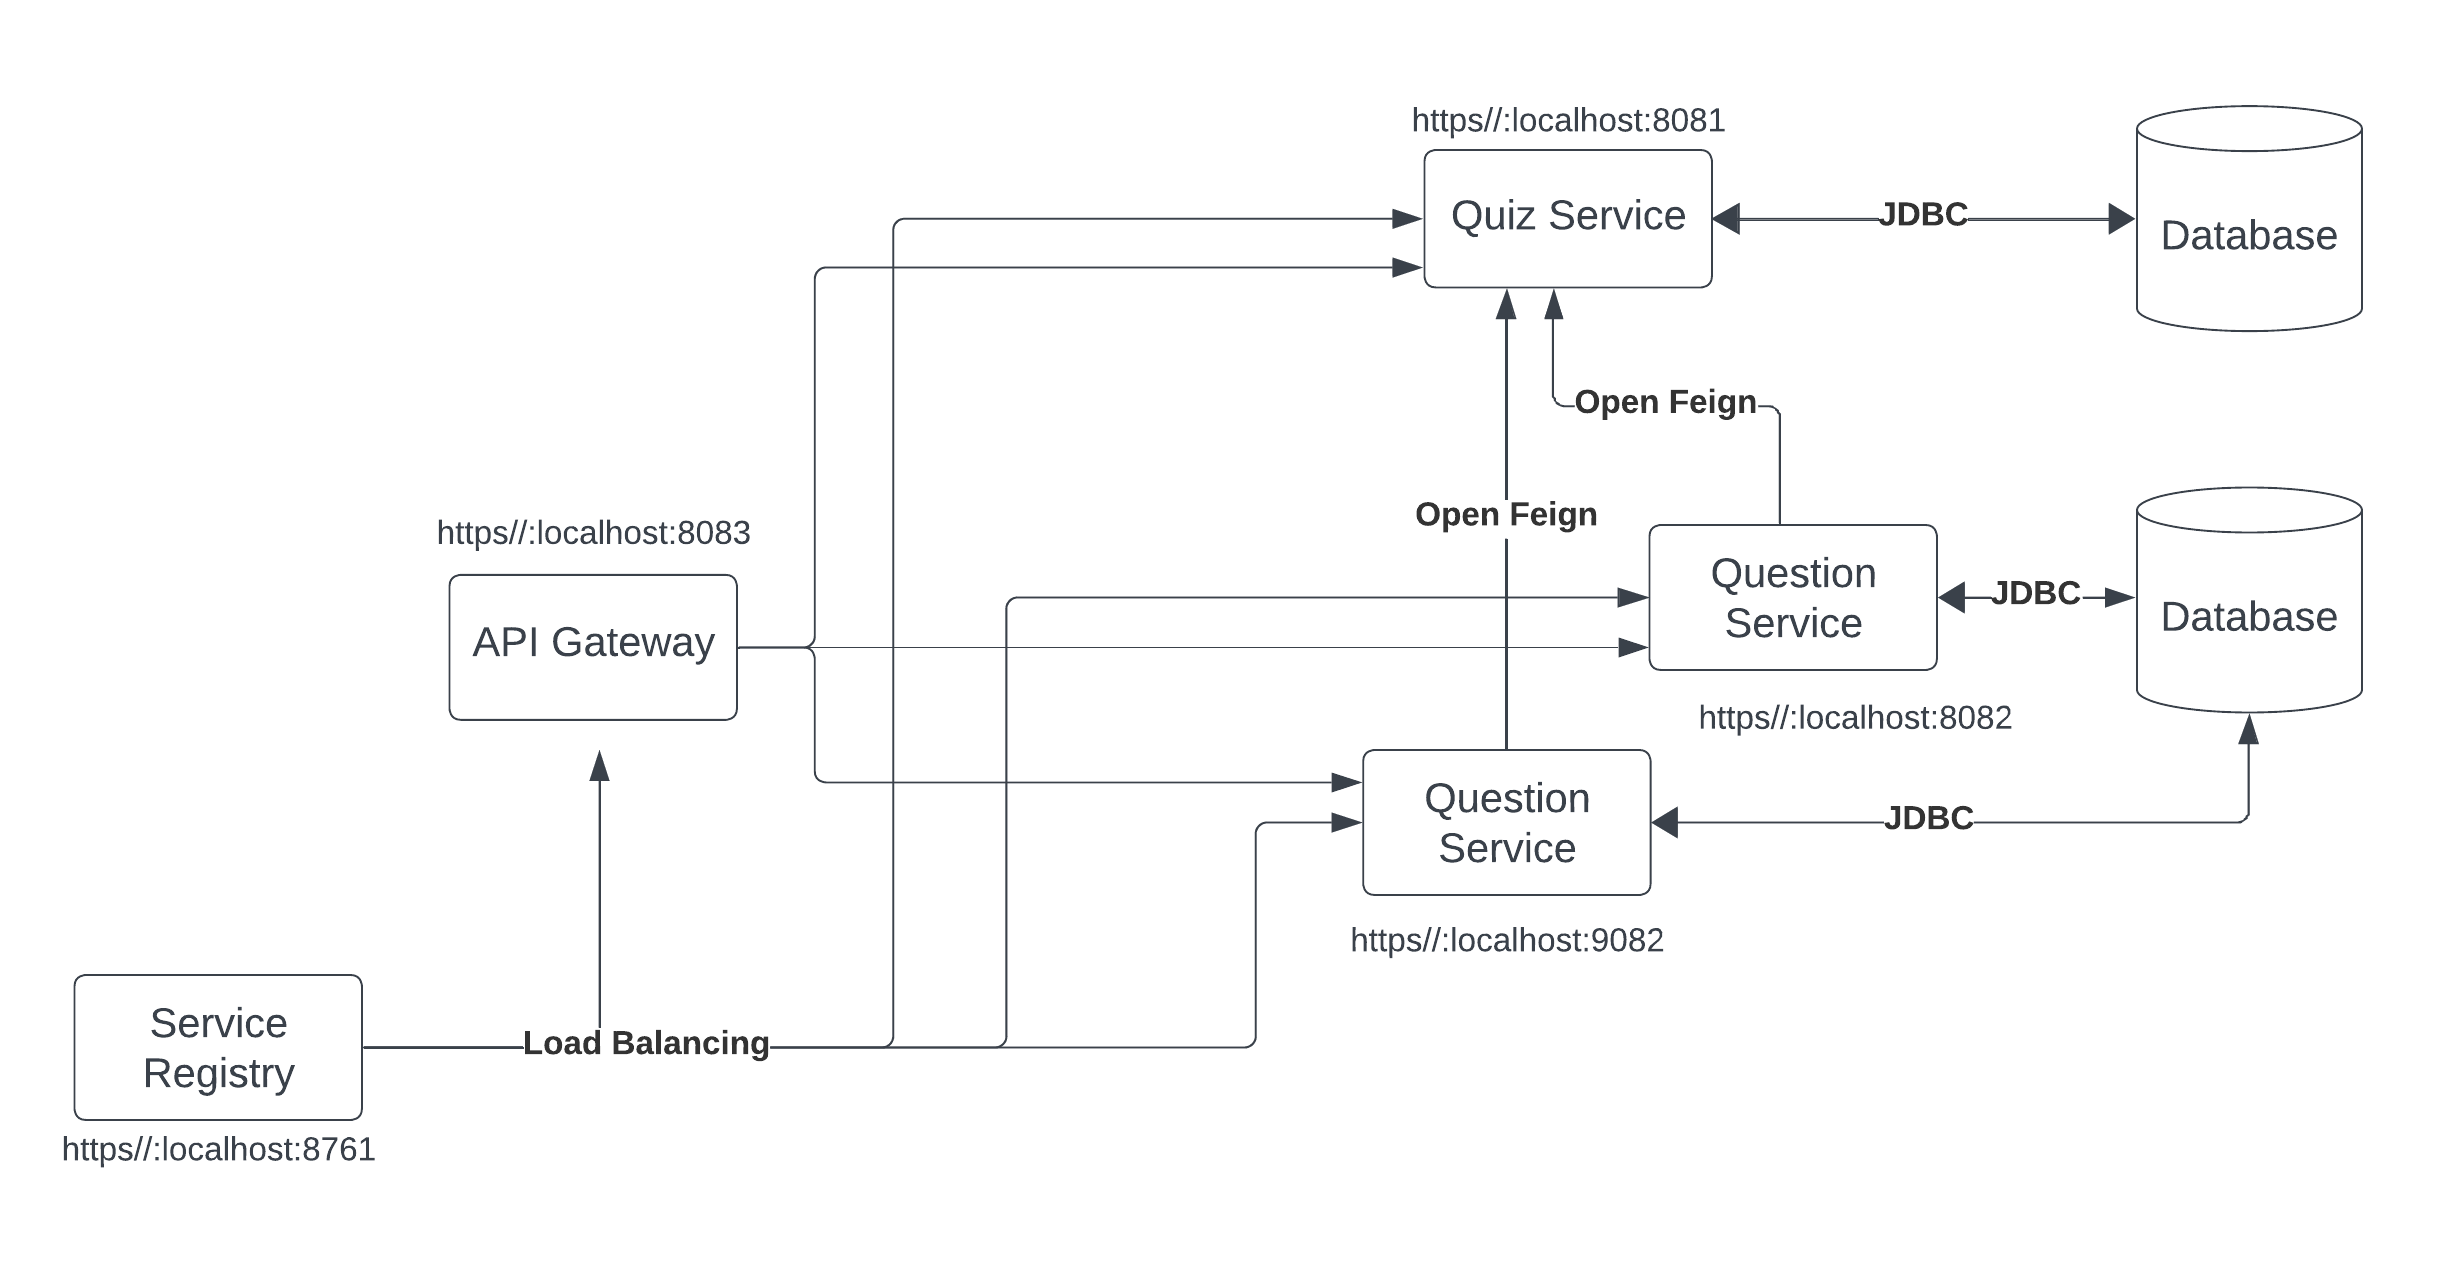 https//:localhost:8081
Quiz Service
JDBC
Database
Open Feign
Open Feign
https//:localhost:8083
API Gateway
Question
Service
JDBC
Database
https//:localhost:8082
Question
Service
JDBC
https//:localhost:9082
Service
Registry
Load Balancing
https//:localhost:8761